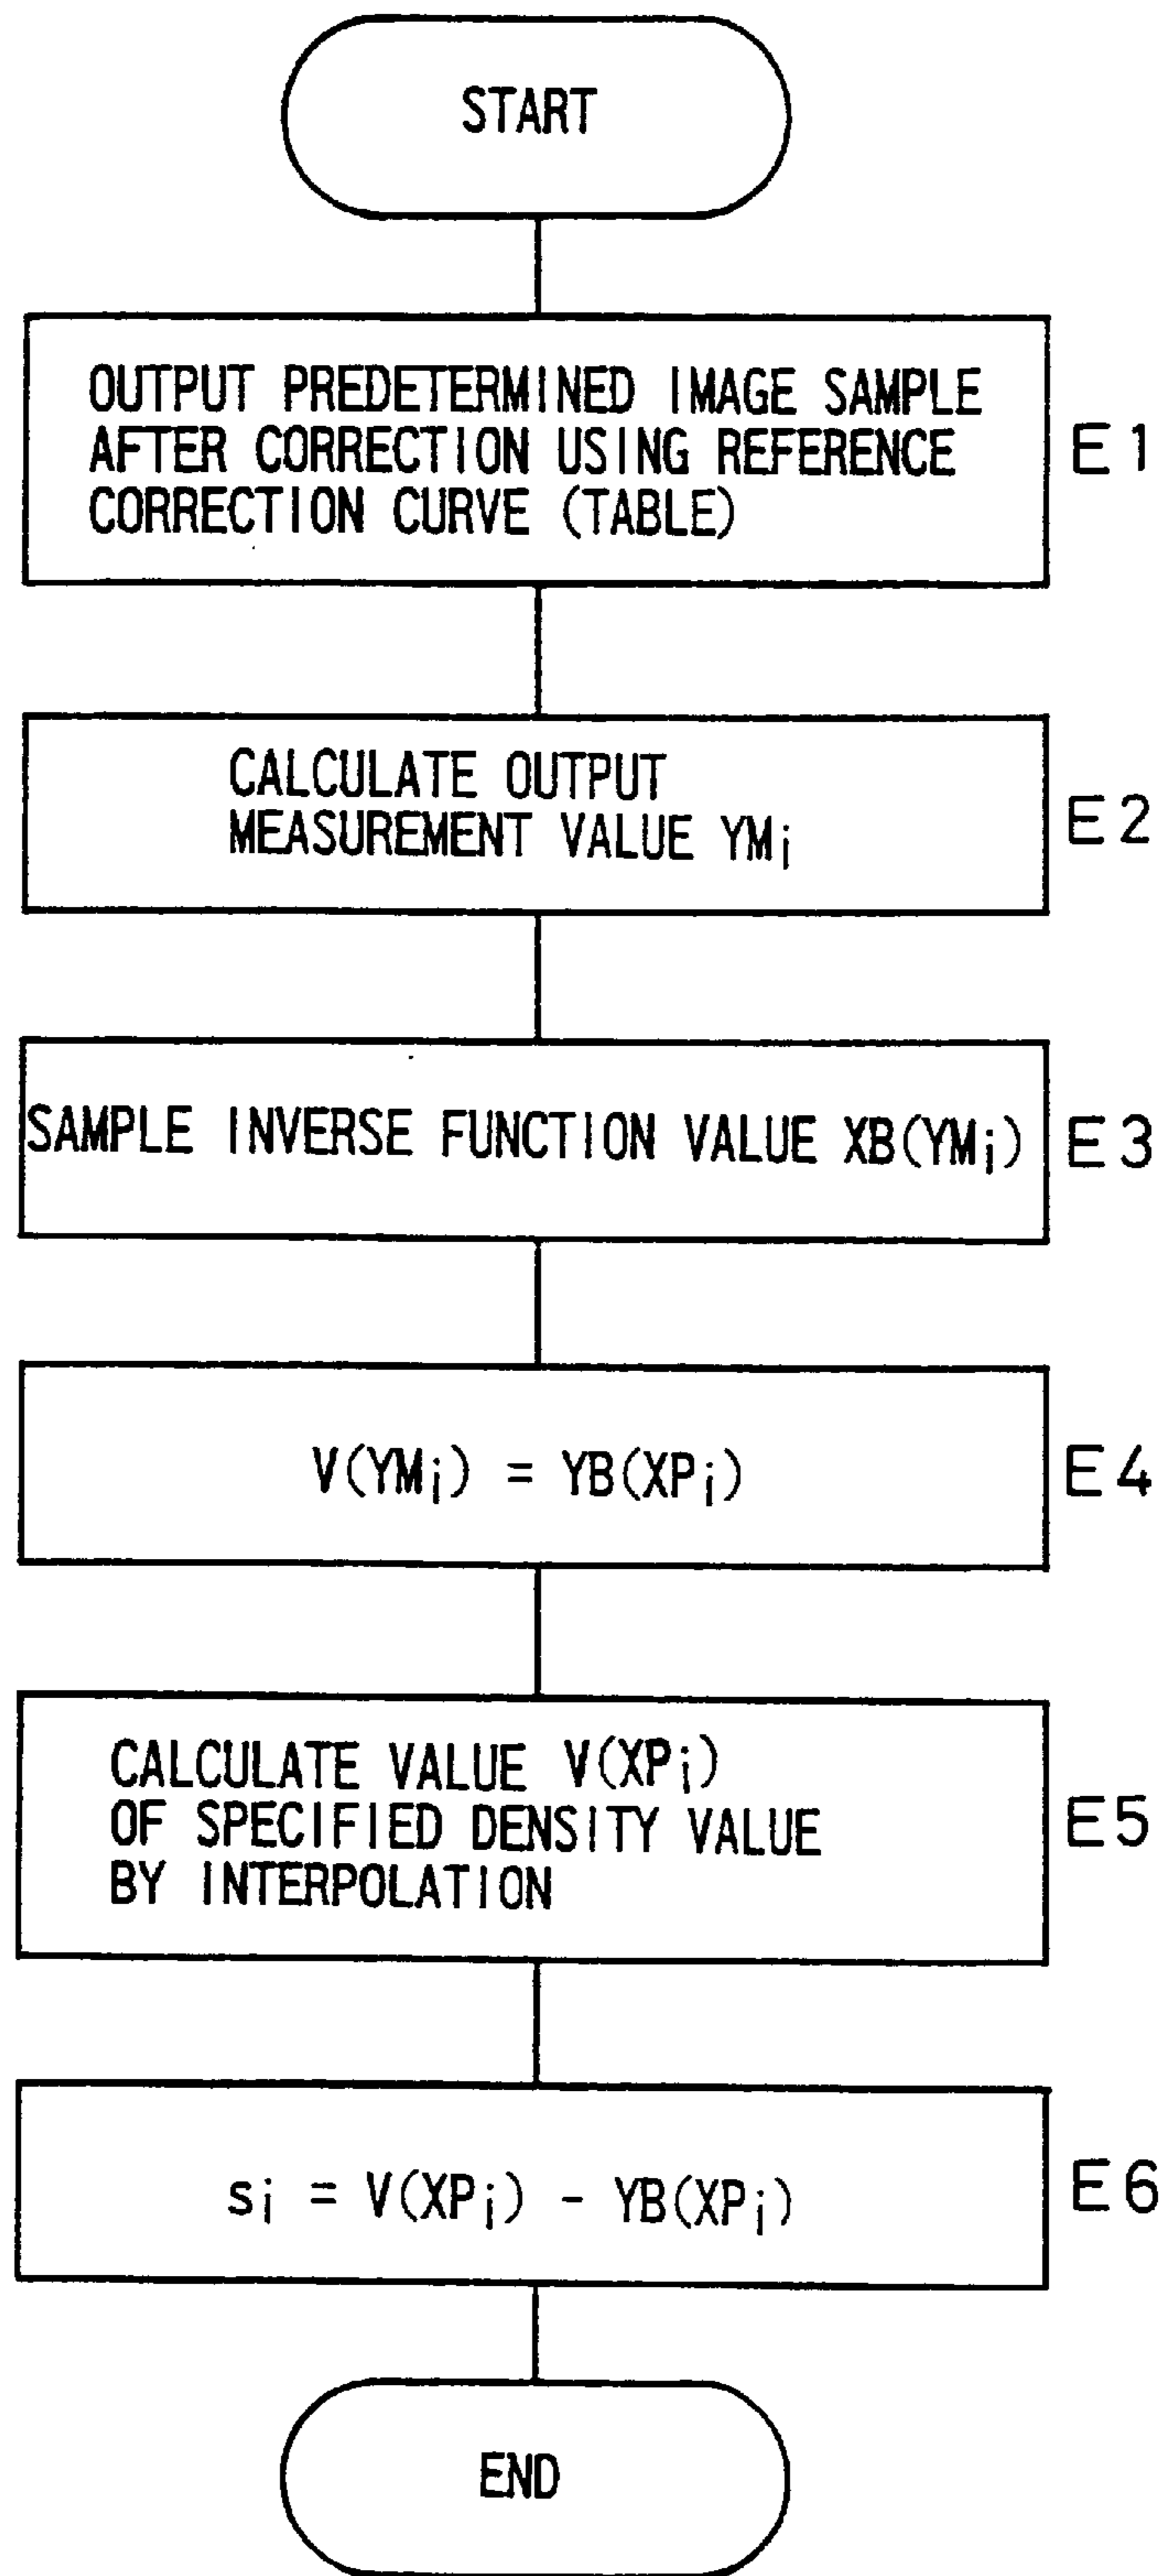 START
OUTPUT PREDETERMINED IMAGE SAMPLE
AFTER CORRECTION USING REFERENCE
CORRECTION CURVE (TABLE)
E1
CALCULATE OUTPUT
MEASUREMENT VALUE YMi
E2
SAMPLE INVERSE FUNCTION VALUE XB(YMi)
E3
V(YMi) = YB(XPi)
E4
CALCULATE VALUE V(XPi)
OF SPECIFIED DENSITY VALUE
BY INTERPOLATION
E5
si = V(XPi) - YB(XPi)
E6
END